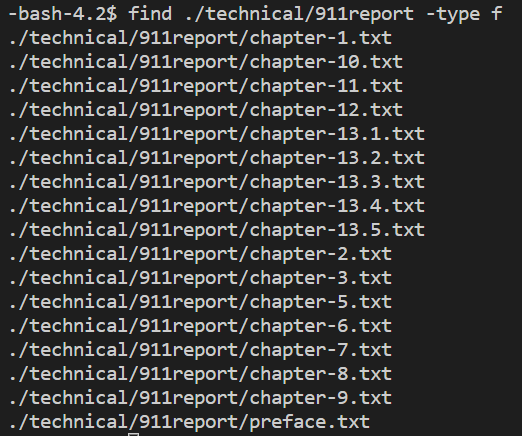 -bash-4.2$ find ./technical/911report -type f
./technical/911report/chapter-1.txt
./technical/911report/chapter-10.txt
./technical/911report/chapter-11.txt
./technical/911report/chapter-12.txt
./technical/911report/chapter-13.1.txt
./technical/911report/chapter-13.2.txt
./technical/911report/chapter-13.3.txt
./technical/911report/chapter-13.4.txt
./technical/911report/chapter-13.5.txt
./technical/911report/chapter-2.txt
./technical/911report/chapter-3.txt
./technical/911report/chapter-5.txt
./technical/911report/chapter-6.txt
./technical/911report/chapter-7.txt
./technical/911report/chapter-8.txt
./technical/911report/chapter-9.txt
./technical/911report/preface.txt